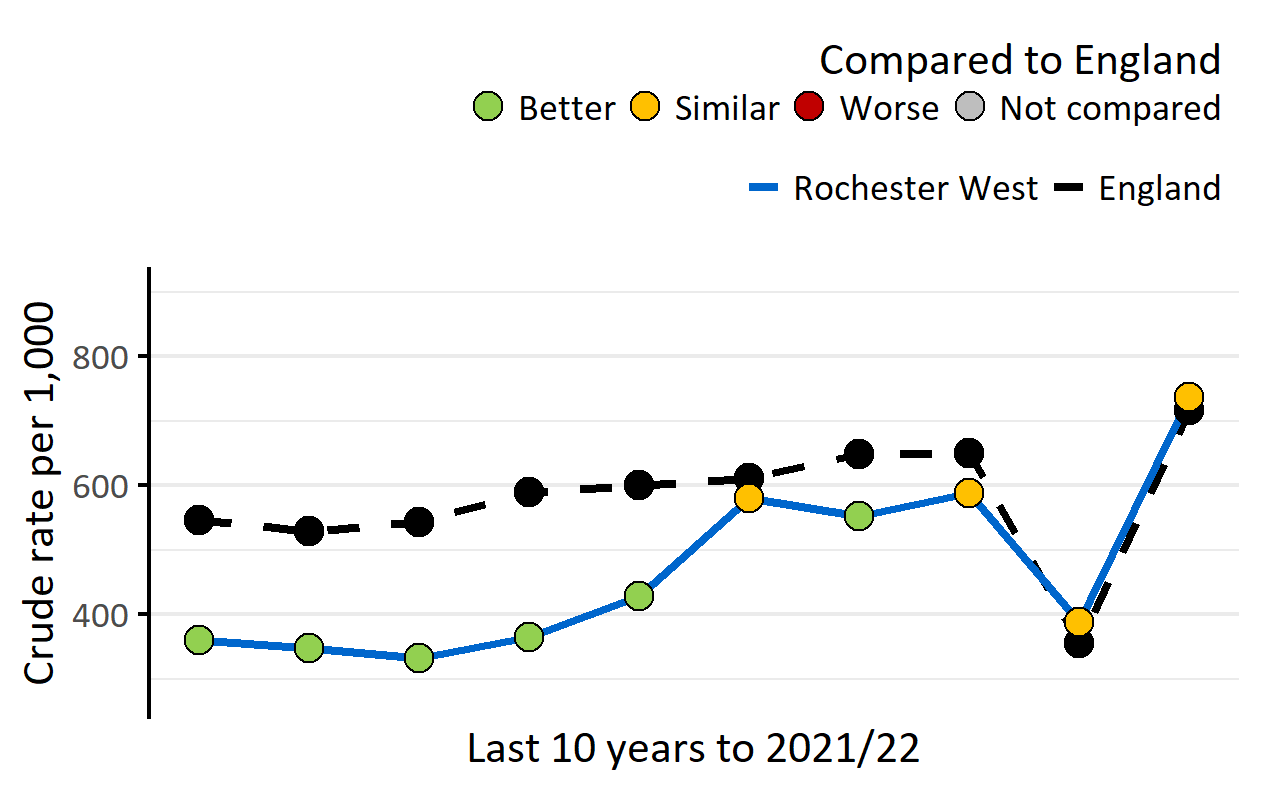 Compared to England
Better Similar Worse Not compared
Rochester West England
Crude rate per 1,000
800
600
400
Last 10 years to 2021/22